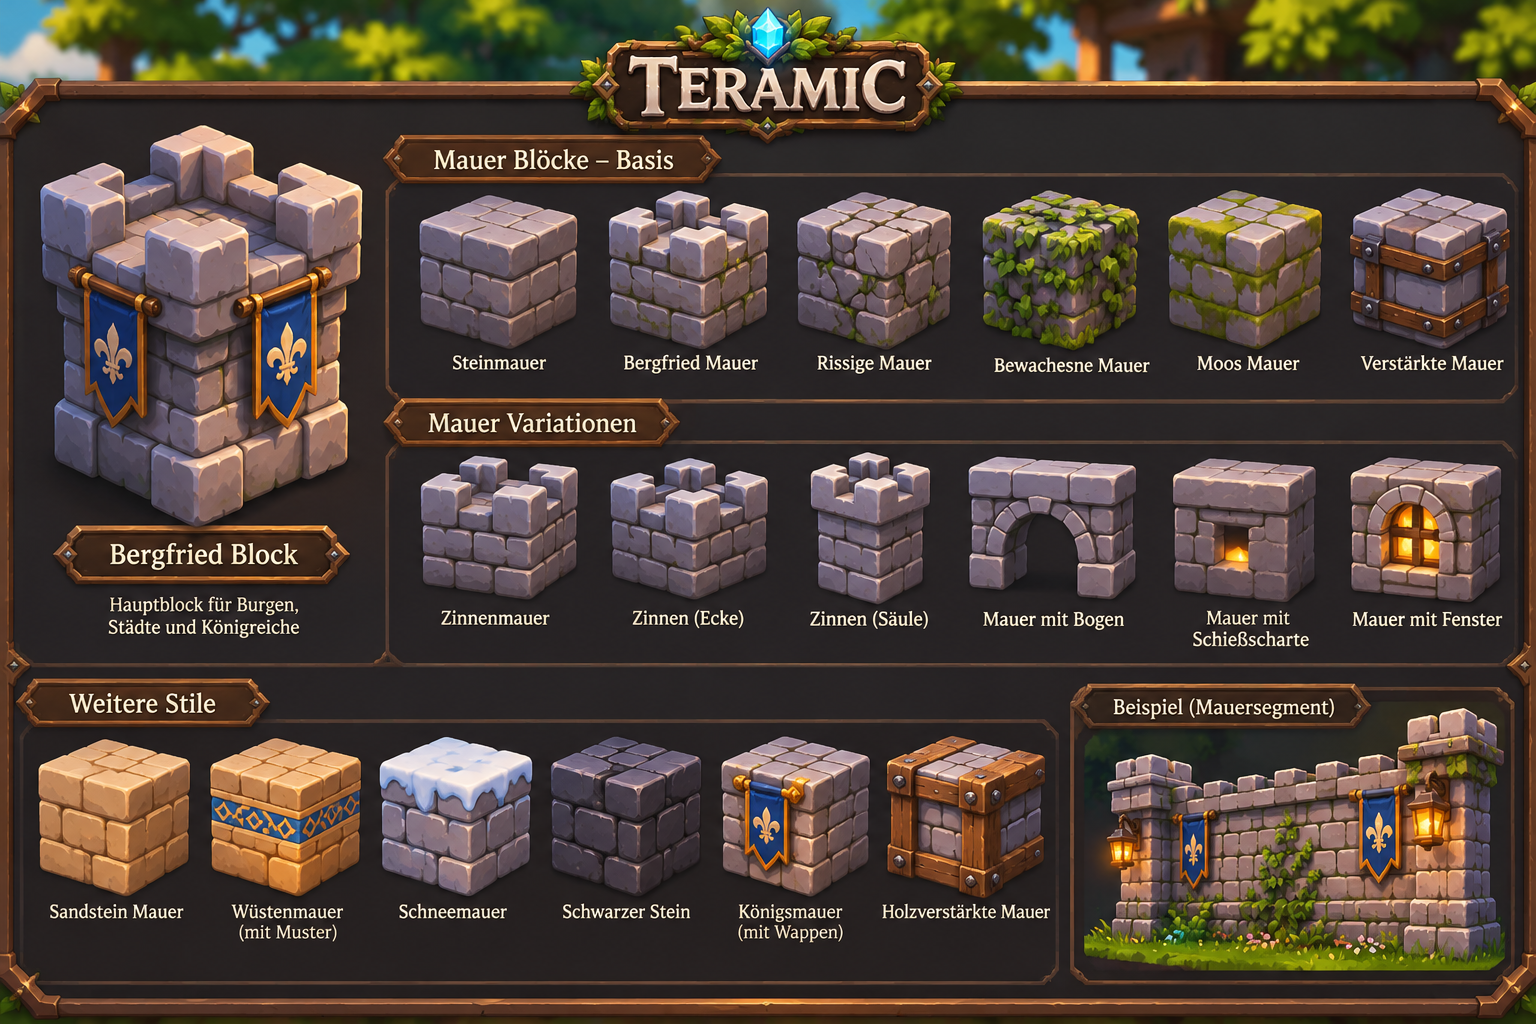 TERAMIC
Mauer Blöcke – Basis
Steinmauer
Bergfried Mauer
Rissige Mauer
Bewachesne Mauer
Moos Mauer
Verstärkte Mauer
Bergfried Block
Hauptblock für Burgen,
Städte und Königreiche
Mauer Variationen
Zinnenmauer
Zinnen (Ecke)
Zinnen (Säule)
Mauer mit Bogen
Mauer mit
Schießscharte
Mauer mit Fenster
Weitere Stile
Sandstein Mauer
Wüstenmauer
(mit Muster)
Schneemauer
Schwarzer Stein
Königsmauer
(mit Wappen)
Holzverstärkte Mauer
Beispiel (Mauersegment)